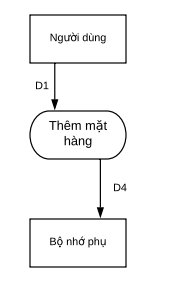 Người dùng
D1
Thêm mặt
hàng
D4
Bộ nhớ phụ